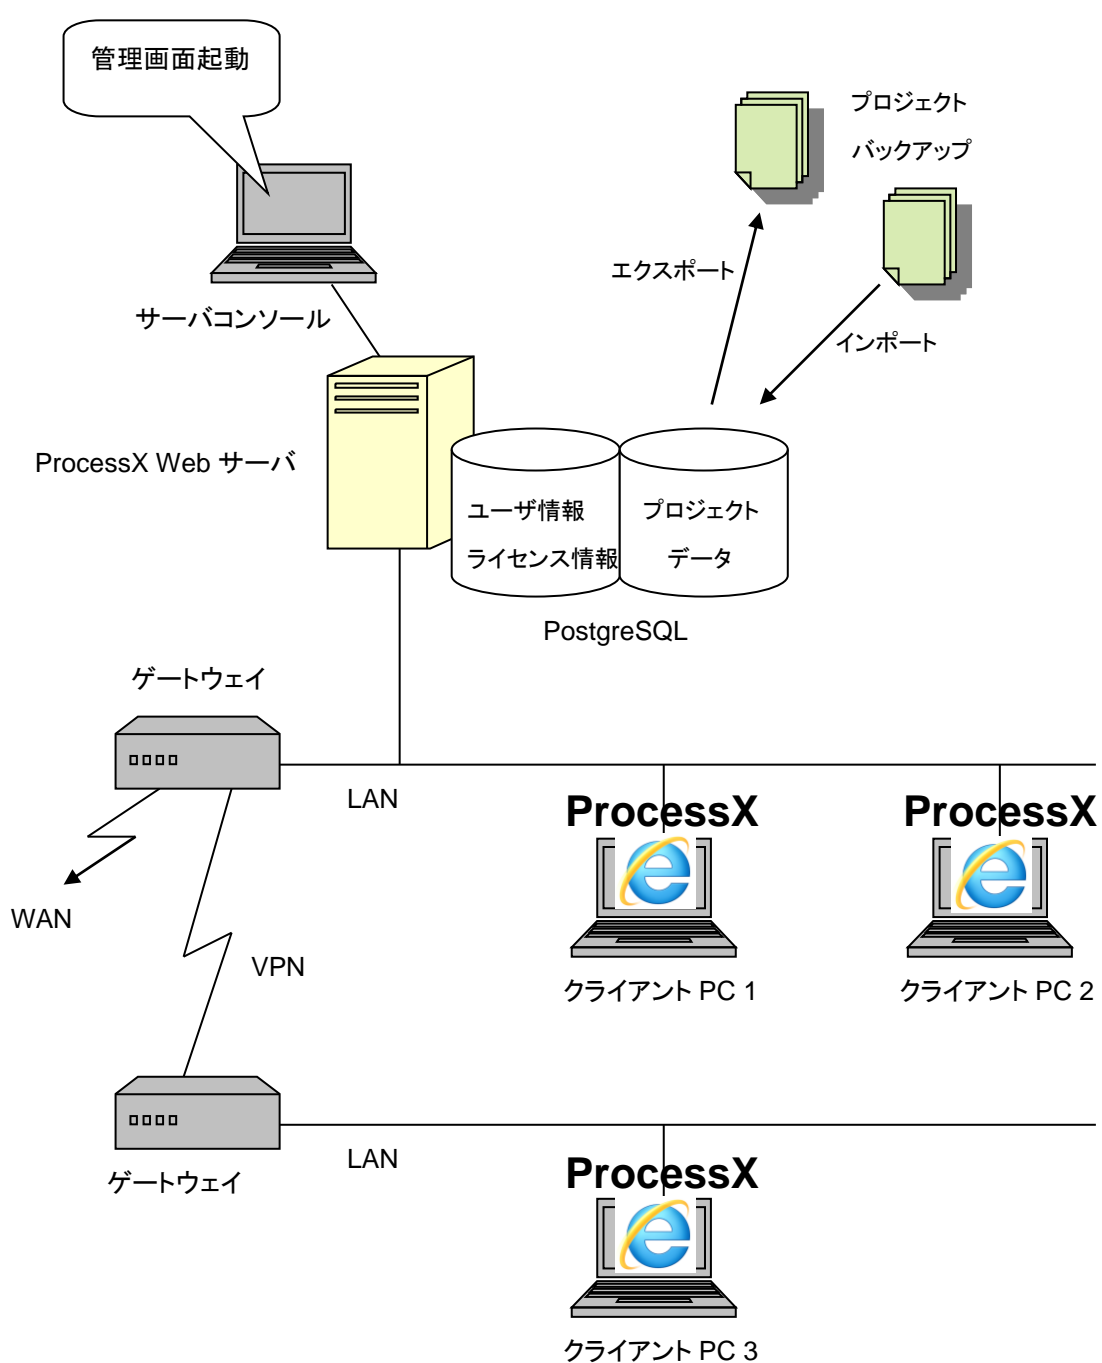 管理画面起動
プロジェクト
バックアップ
エクスポート
インポート
サーバコンソール
ProcessX Web サーバ
ユーザ情報
ライセンス情報
プロジェクト
データ
PostgreSQL
ゲートウェイ
LAN
ProcessX
ProcessX
WAN
VPN
クライアント PC 1
クライアント PC 2
ゲートウェイ
LAN
ProcessX
クライアント PC 3